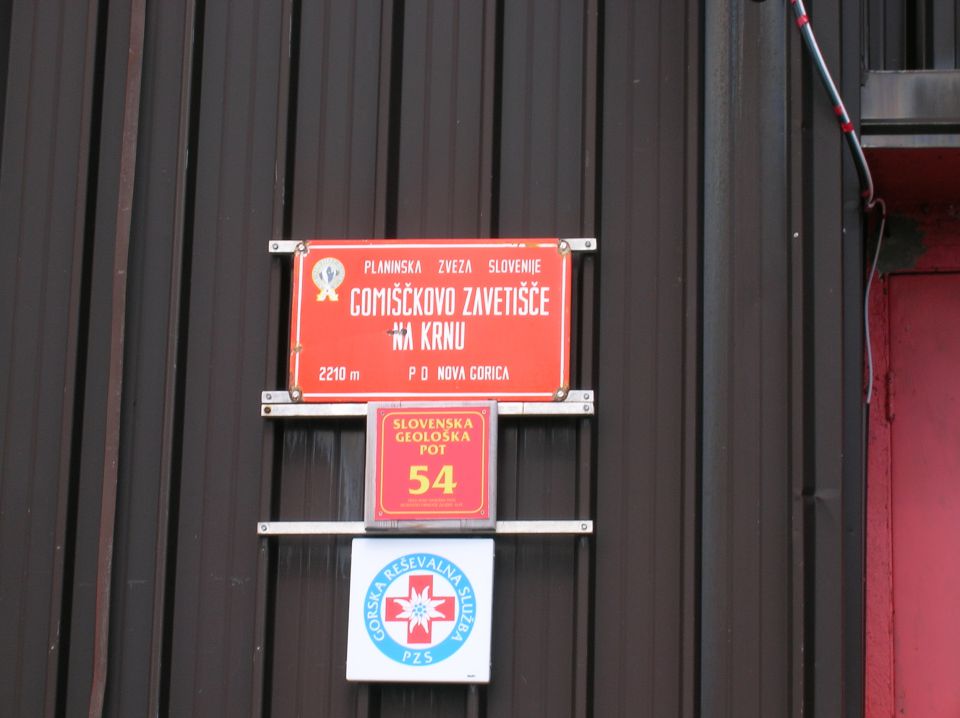 PLANINSKA ZVEZA SLOVENIJE
GOMIŠČKOVO ZAVETIŠČE
NA KRNU
2210 m P D NOVA GORICA
SLOVENSKA
GEOLOŠKA
POT
54
GORSKA REŠEVALNA SLUŽBA
PZS